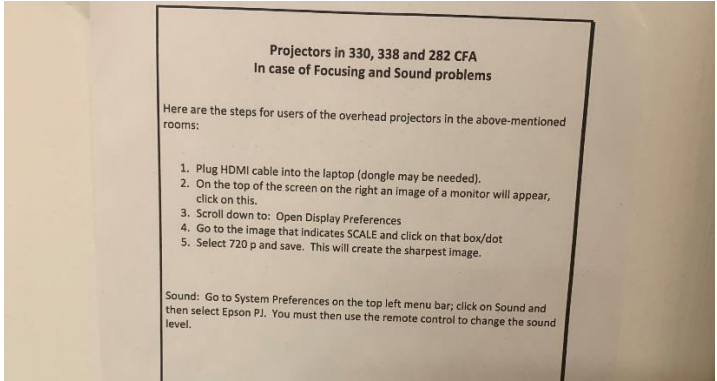 Projectors in 330, 338 and 282 CFA
In case of Focusing and Sound problems
Here are the steps for users of the overhead projectors in the above-mentioned
rooms:
1. Plug HDMI cable into the laptop (dongle may be needed).
2. On the top of the screen on the right an image of a monitor will appear,
click on this.
3. Scroll down to: Open Display Preferences
4. Go to the image that indicates SCALE and click on that box/dot
5. Select 720 p and save. This will create the sharpest image.
Sound: Go to System Preferences on the top left menu bar; click on Sound and
then select Epson PJ. You must then use the remote control to change the sound
level.